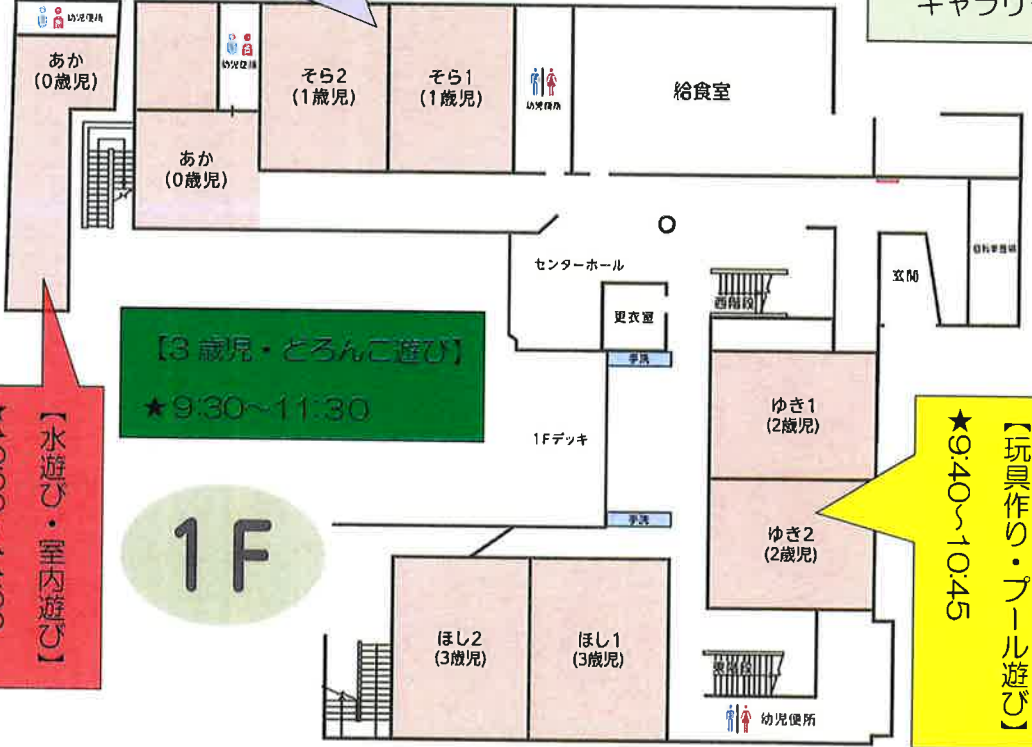 幼児便所
あか
(0歳児)
幼児便所
そら2
(1歳児)
そら1
(1歳児)
幼児便所
給食室
あか
(0歳児)
センターホール
更衣室
西階段
玄関
手洗
【3歳児・どろんこ遊び】
★9:30～11:30
1Fデッキ
ゆき1
(2歳児)
【水遊び・室内遊び】
1F
手洗
ゆき2
(2歳児)
【玩具作り・プール遊び】
★9:40～10:45
ほし2
(3歳児)
ほし1
(3歳児)
東階段
幼児便所